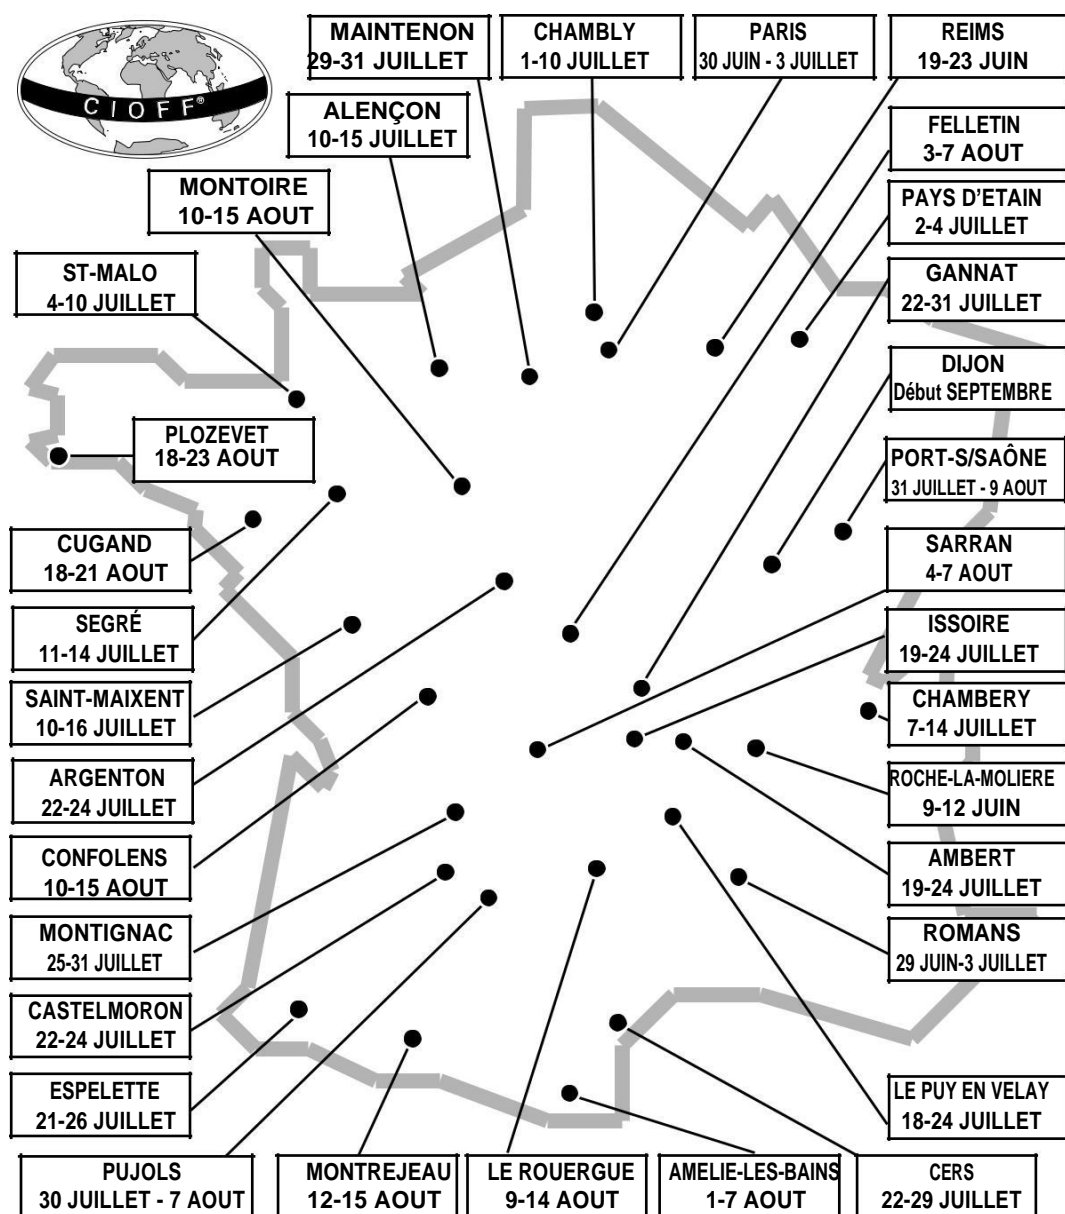 CIOFF®
MAINTENON
29-31 JUILLET
CHAMBLY
1-10 JUILLET
PARIS
30 JUIN - 3 JUILLET
REIMS
19-23 JUIN
ALENÇON
10-15 JUILLET
FELLETIN
3-7 AOUT
MONTOIRE
10-15 AOUT
PAYS D'ETAIN
2-4 JUILLET
ST-MALO
4-10 JUILLET
GANNAT
22-31 JUILLET
DIJON
Début SEPTEMBRE
PLOZEVET
18-23 AOUT
PORT-S/SAÔNE
31 JUILLET - 9 AOUT
CUGAND
18-21 AOUT
SARRAN
4-7 AOUT
SEGRÉ
11-14 JUILLET
ISSOIRE
19-24 JUILLET
SAINT-MAIXENT
10-16 JUILLET
CHAMBERY
7-14 JUILLET
ARGENTON
22-24 JUILLET
ROCHE-LA-MOLIERE
9-12 JUIN
CONFOLENS
10-15 AOUT
AMBERT
19-24 JUILLET
MONTIGNAC
25-31 JUILLET
ROMANS
29 JUIN-3 JUILLET
CASTELMORON
22-24 JUILLET
ESPELETTE
21-26 JUILLET
LE PUY EN VELAY
18-24 JUILLET
PUJOLS
30 JUILLET - 7 AOUT
MONTREJEAU
12-15 AOUT
LE ROUERGUE
9-14 AOUT
AMELIE-LES-BAINS
1-7 AOUT
CERS
22-29 JUILLET